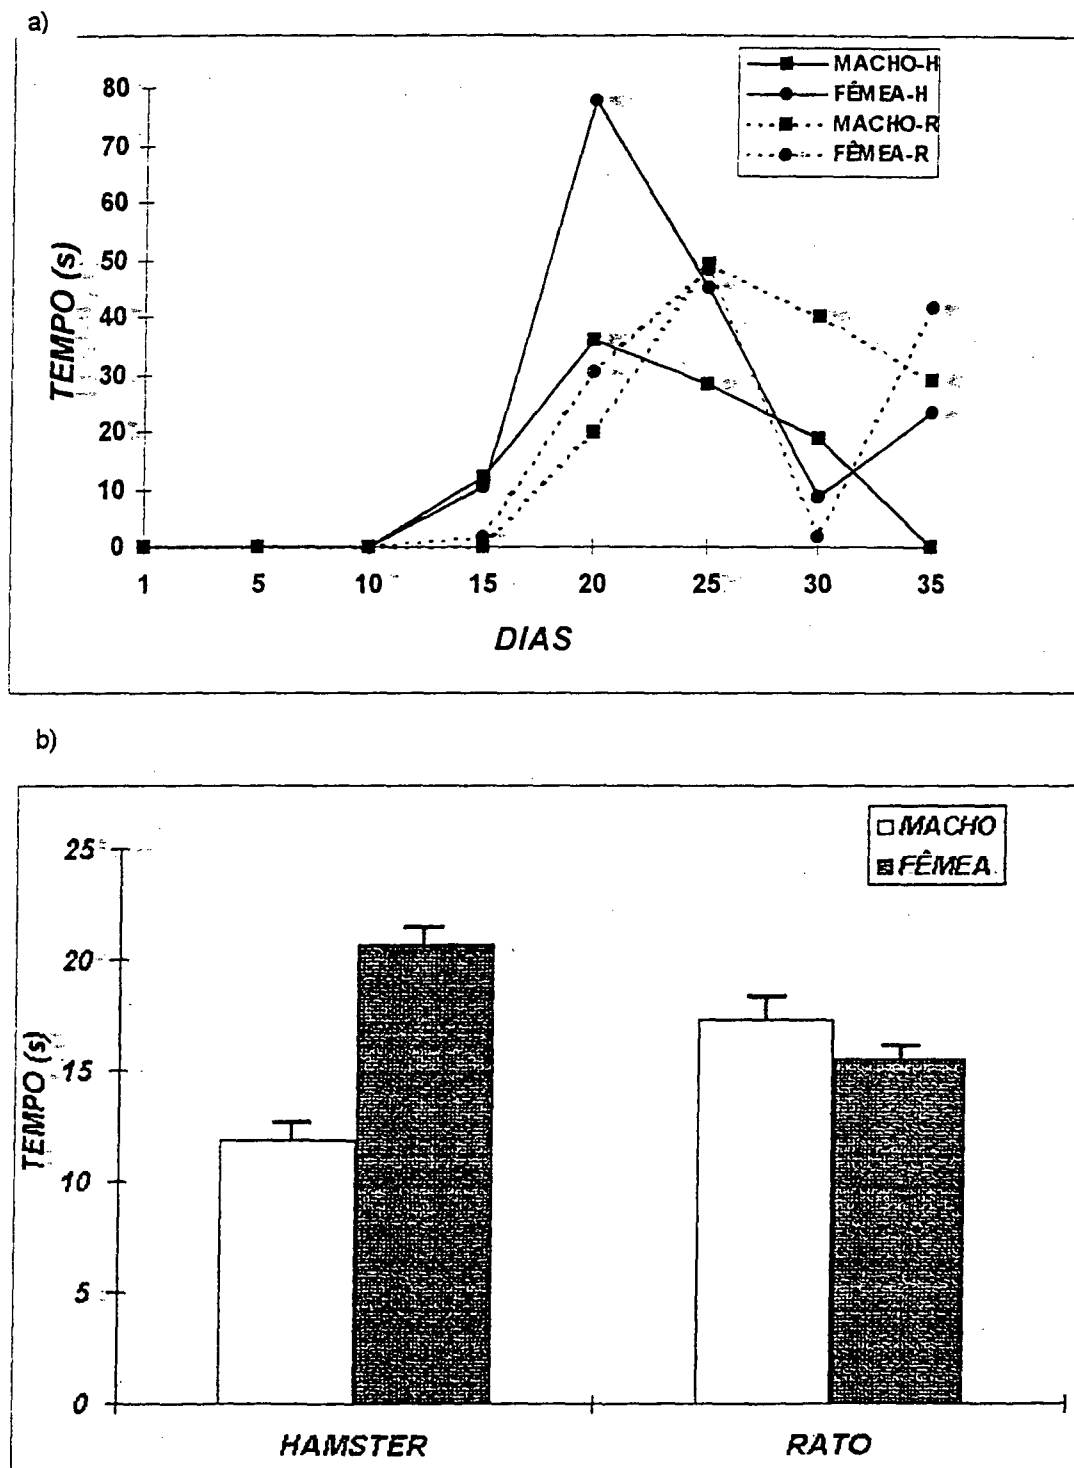 a)
MACHO-H
FÊMEA-H
MACHO-R
FÊMEA-R
80
70
60
50
40
30
20
10
0
TEMPO (s)
1 5 10 15 20 25 30 35
DIAS
b)
MACHO
FÊMEA
25
20
15
10
5
0
TEMPO (s)
HAMSTER RATO